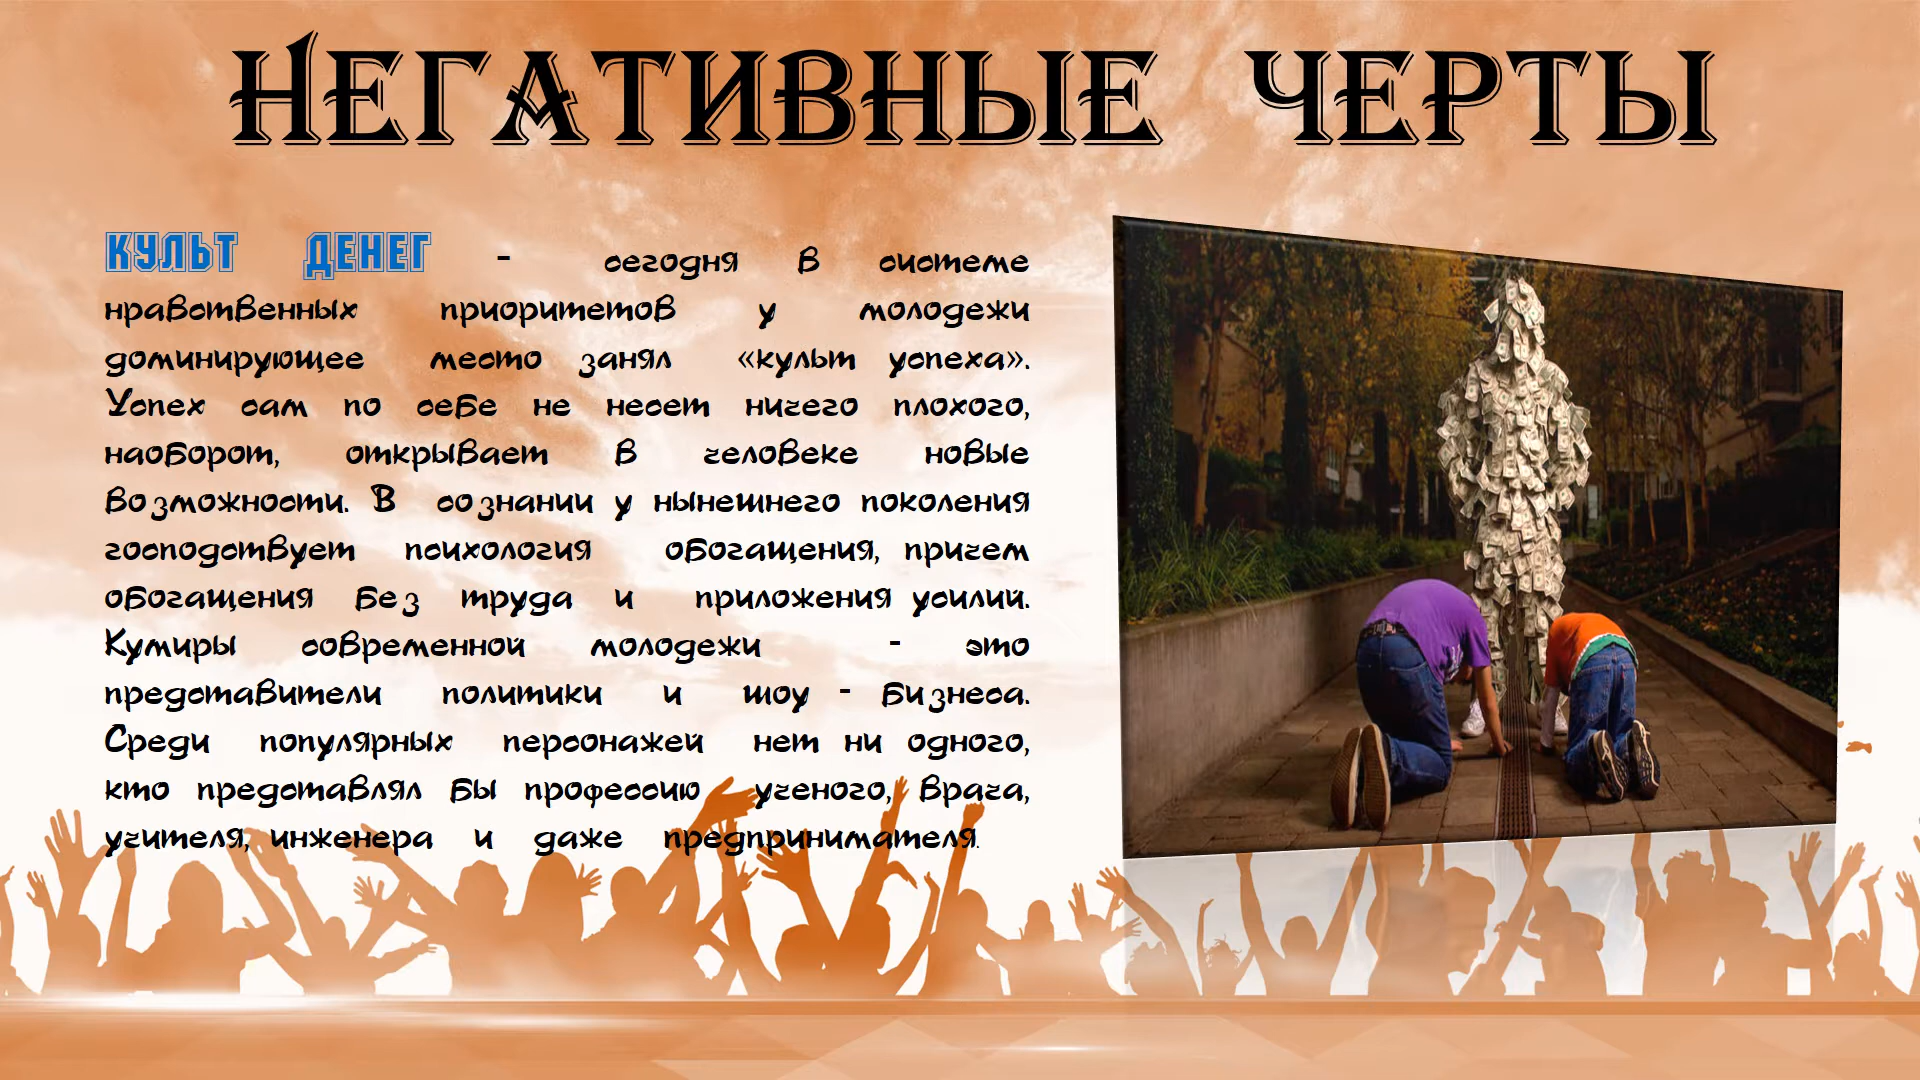 НЕГАТИВНЫЕ ЧЕРТЫ
КУЛЬТ ДЕНЕГ - сегодня в системе
нравственных приоритетов у молодежи
доминирующее место занял «культ успеха».
Успех сам по себе не несет ничего плохого,
наоборот, открывает в человеке новые
возможности. В сознании у нынешнего поколения
господствует психология обогащения, причем
обогащения без труда и приложения усилий.
Кумиры современной молодежи - это
представители политики и шоу - бизнеса.
Среди популярных персонажей нет ни одного,
кто представлял бы профессию ученого, врача,
учителя, инженера и даже предпринимателя.